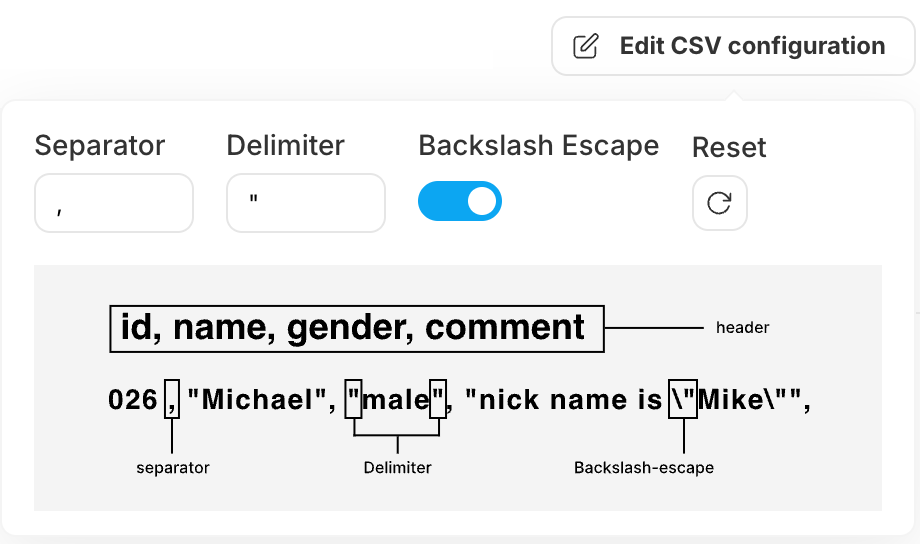 Edit CSV configuration
Separator Delimiter Backslash Escape Reset
, "
id, name, gender, comment header
026 , "Michael", "male", "nick name is \"Mike\"",
separator Delimiter Backslash-escape